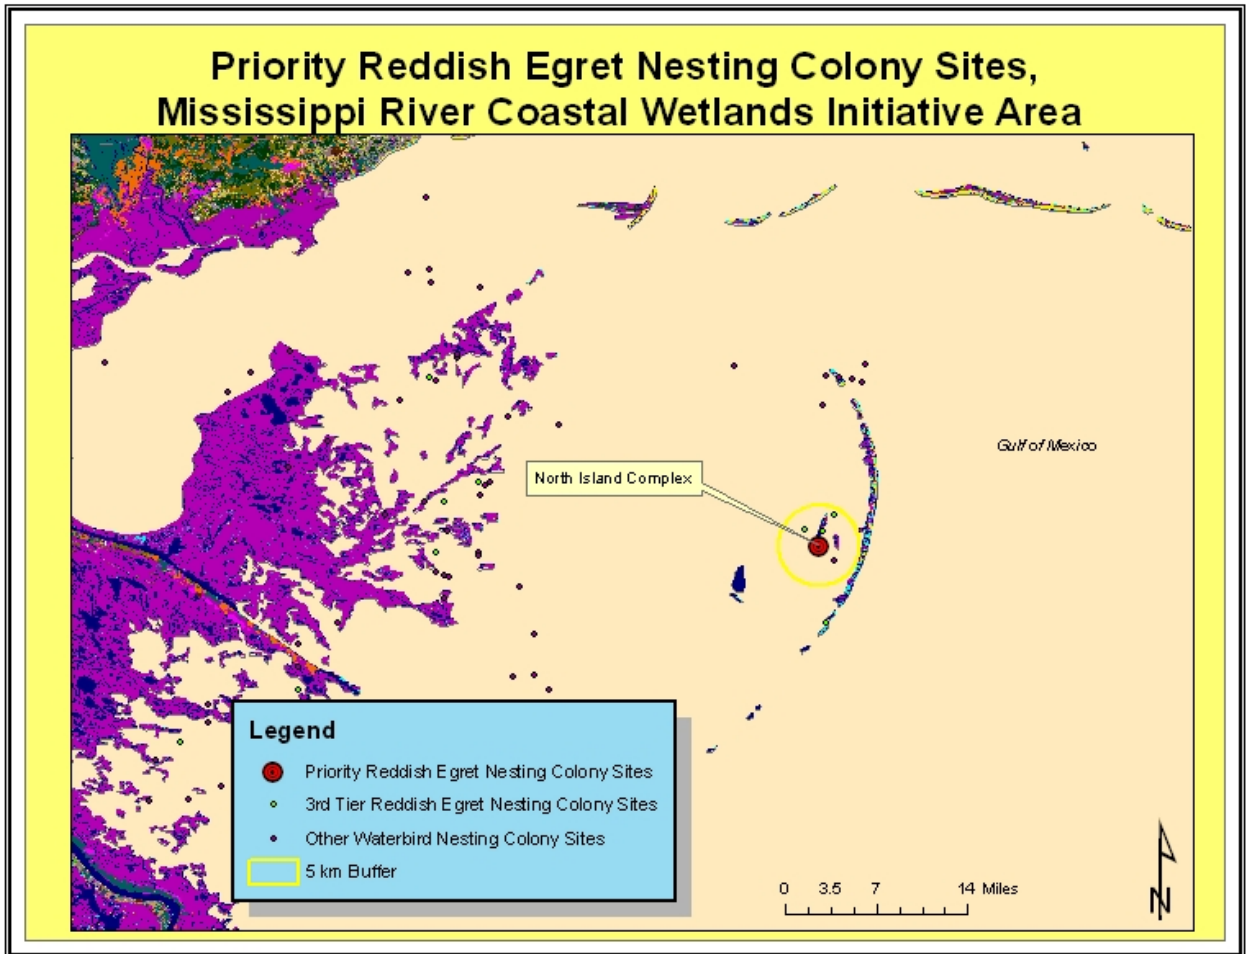 Priority Reddish Egret Nesting Colony Sites,
Mississippi River Coastal Wetlands Initiative Area
Gulf of Mexico
North Island Complex
Legend
Priority Reddish Egret Nesting Colony Sites
3rd Tier Reddish Egret Nesting Colony Sites
Other Waterbird Nesting Colony Sites
5 km Buffer
0 3.5 7 14 Miles
N